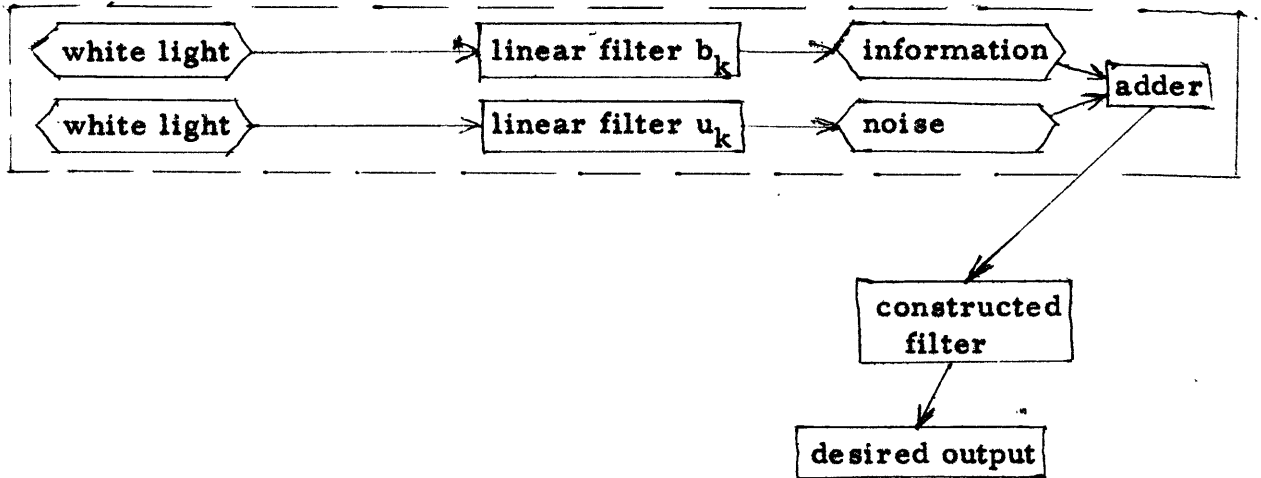 white light
linear filter b_k
information
adder
white light
linear filter u_k
noise
constructed
filter
desired output